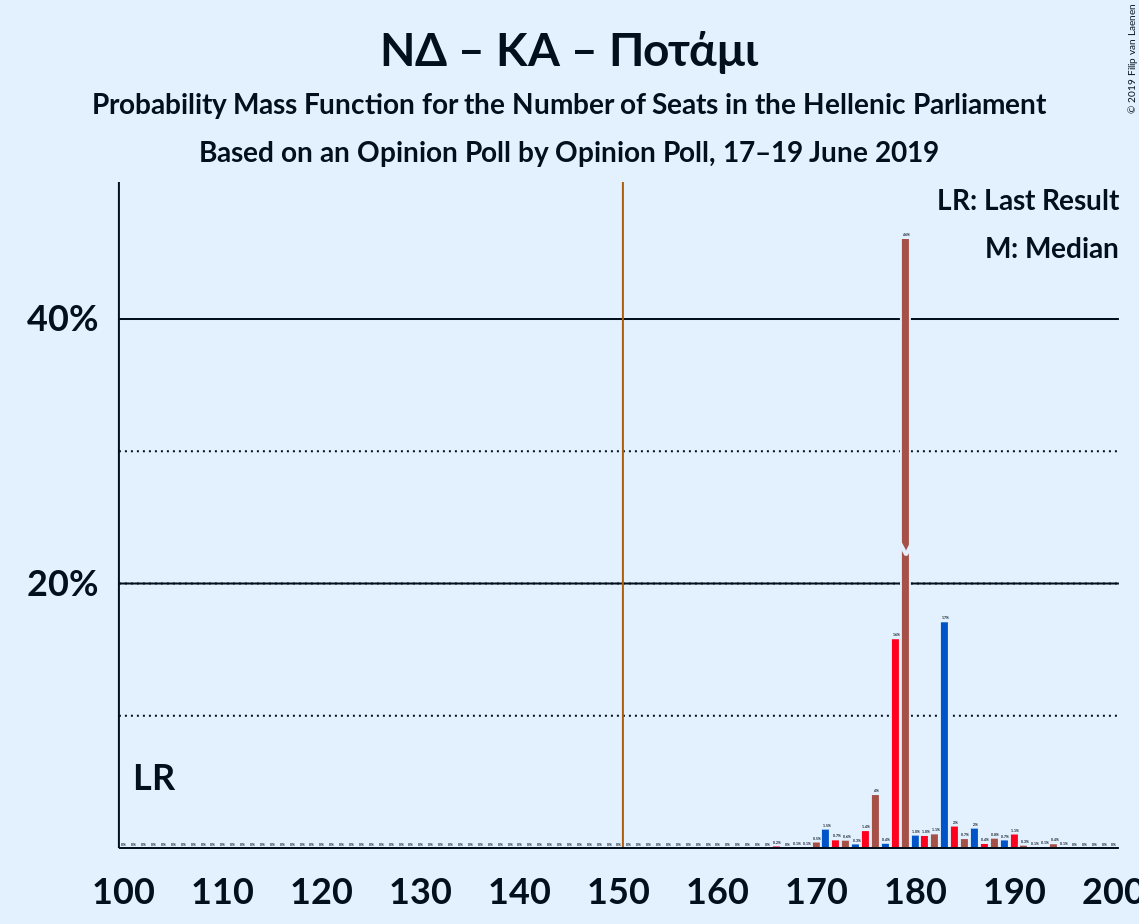 ΝΔ – ΚΑ – Ποτάμι
Probability Mass Function for the Number of Seats in the Hellenic Parliament
Based on an Opinion Poll by Opinion Poll, 17–19 June 2019
© 2019 Filip van Laenen
LR: Last Result
M: Median
40%
20%
LR
100 110 120 130 140 150 160 170 180 190 200